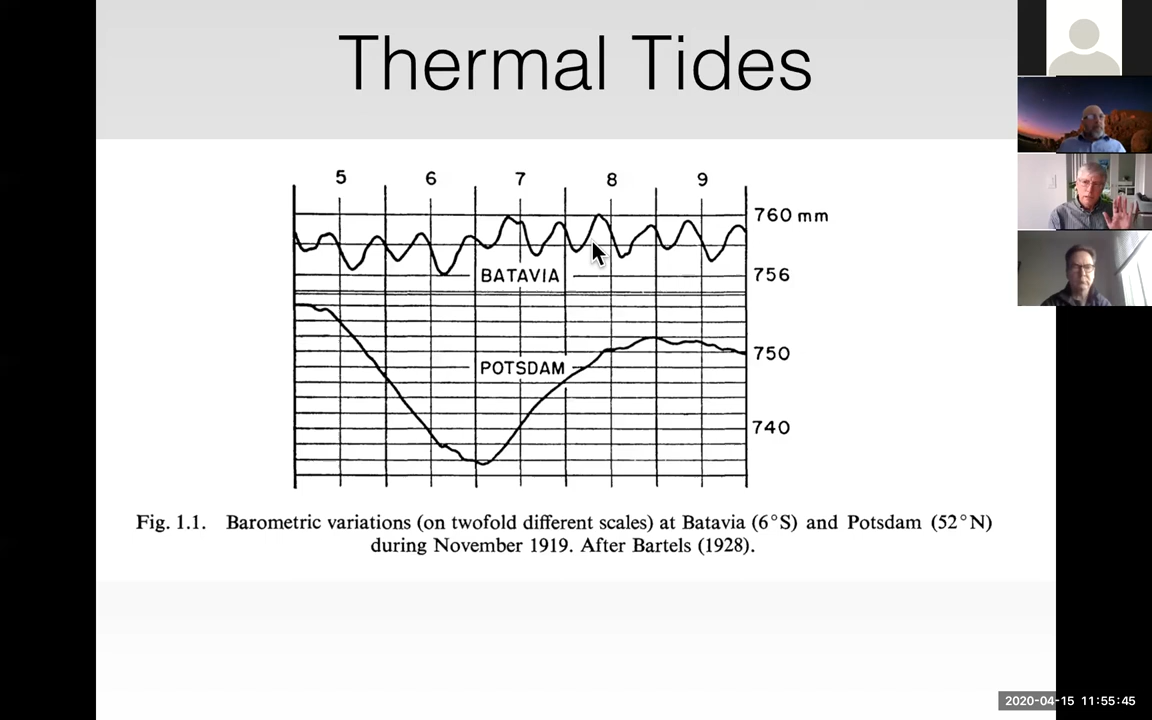 Thermal Tides
5 6 7 8 9
760 mm
BATAVIA
756
750
POTSDAM
740
Fig. 1.1. Barometric variations (on twofold different scales) at Batavia (6°S) and Potsdam (52°N)
during November 1919. After Bartels (1928).
2020-04-15 11:55:45